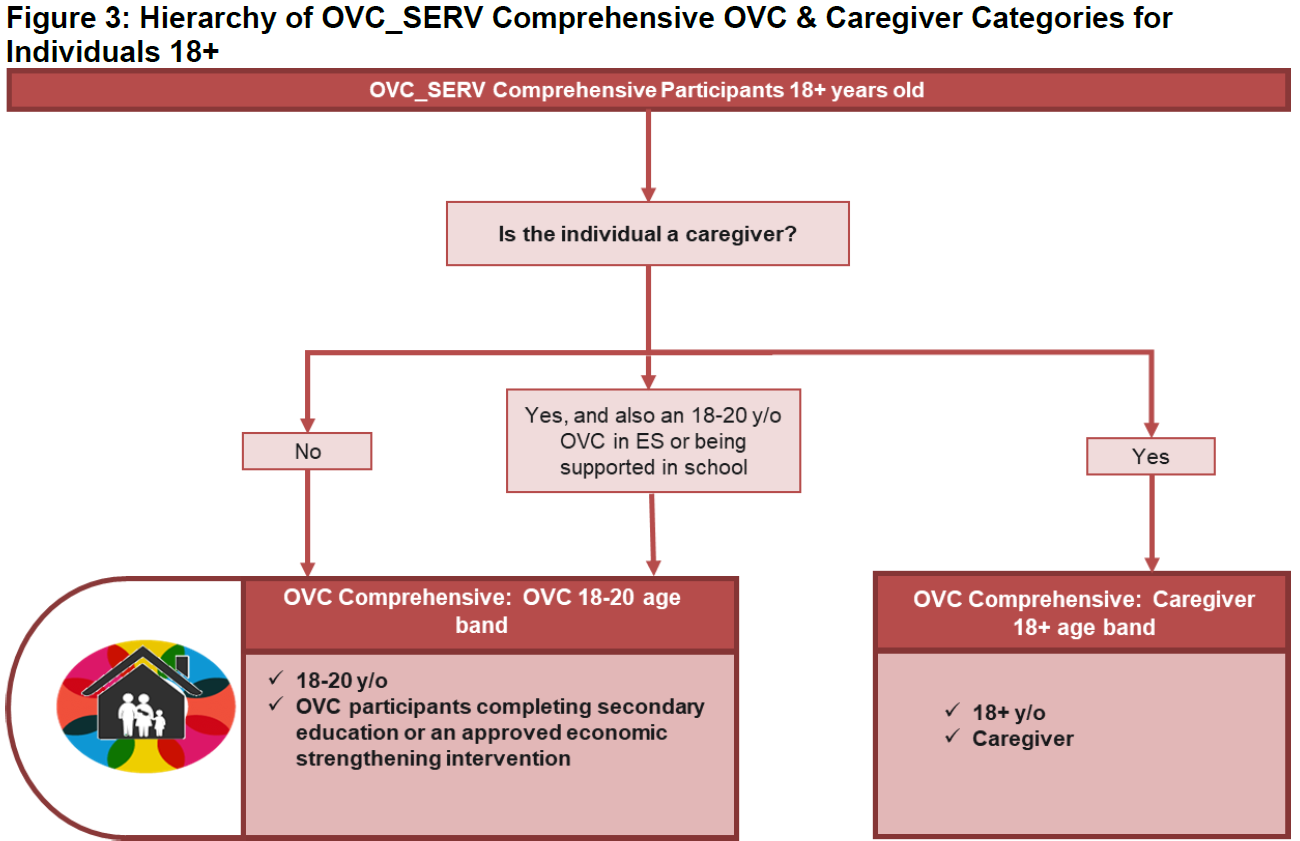 Figure 3: Hierarchy of OVC_SERV Comprehensive OVC & Caregiver Categories for
Individuals 18+
OVC_SERV Comprehensive Participants 18+ years old
Is the individual a caregiver?
No
Yes, and also an 18-20 y/o
OVC in ES or being
supported in school
Yes
OVC Comprehensive: OVC 18-20 age
band
✓ 18-20 y/o
✓ OVC participants completing secondary
education or an approved economic
strengthening intervention
OVC Comprehensive: Caregiver
18+ age band
✓ 18+ y/o
✓ Caregiver